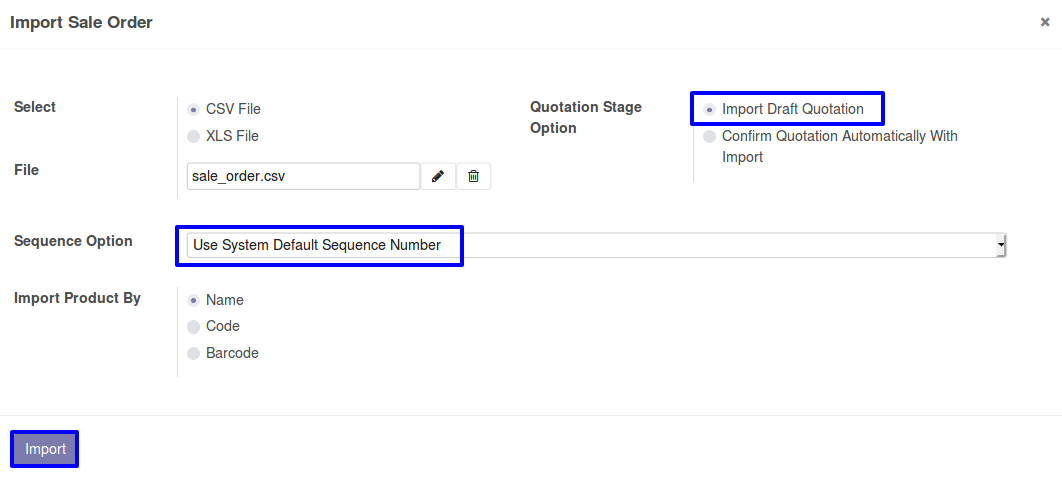 Import Sale Order
×
Select
CSV File
XLS File
Quotation Stage
Option
Import Draft Quotation
Confirm Quotation Automatically With
Import
File
sale_order.csv
Sequence Option
Use System Default Sequence Number
Import Product By
Name
Code
Barcode
Import